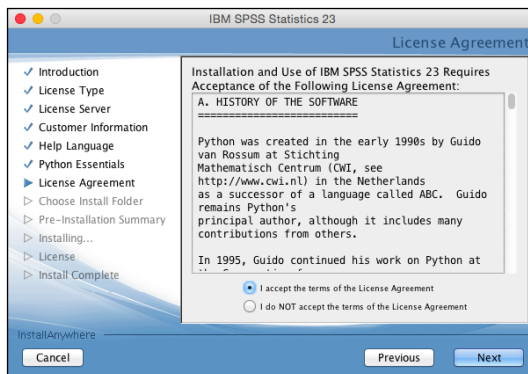 IBM SPSS Statistics 23
License Agreement
Introduction
License Type
License Server
Customer Information
Help Language
Python Essentials
License Agreement
Choose Install Folder
Pre-Installation Summary
Installing...
License
Install Complete
Installation and Use of IBM SPSS Statistics 23 Requires
Acceptance of the Following License Agreement:
A. HISTORY OF THE SOFTWARE
==========================
Python was created in the early 1990s by Guido
van Rossum at Stichting
Mathematisch Centrum (CWI, see
http://www.cwi.nl) in the Netherlands
as a successor of a language called ABC.  Guido
remains Python's
principal author, although it includes many
contributions from others.
In 1995, Guido continued his work on Python at
I accept the terms of the License Agreement
I do NOT accept the terms of the License Agreement
InstallAnywhere
Cancel
Previous
Next